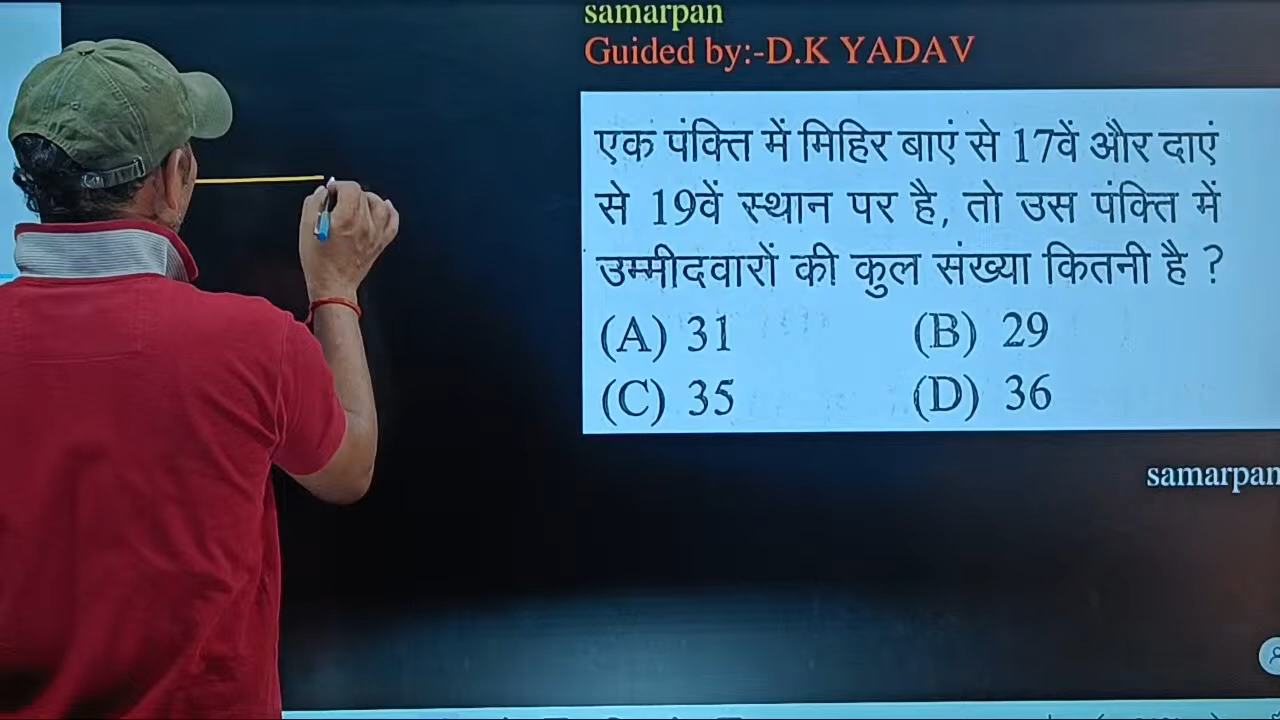 samarpan
Guided by:-D.K YADAV
एक पंक्ति में मिहिर बाएं से 17वें और दाएं
से 19वें स्थान पर है, तो उस पंक्ति में
उम्मीदवारों की कुल संख्या कितनी है ?
(A) 31 (B) 29
(C) 35 (D) 36
samarpan